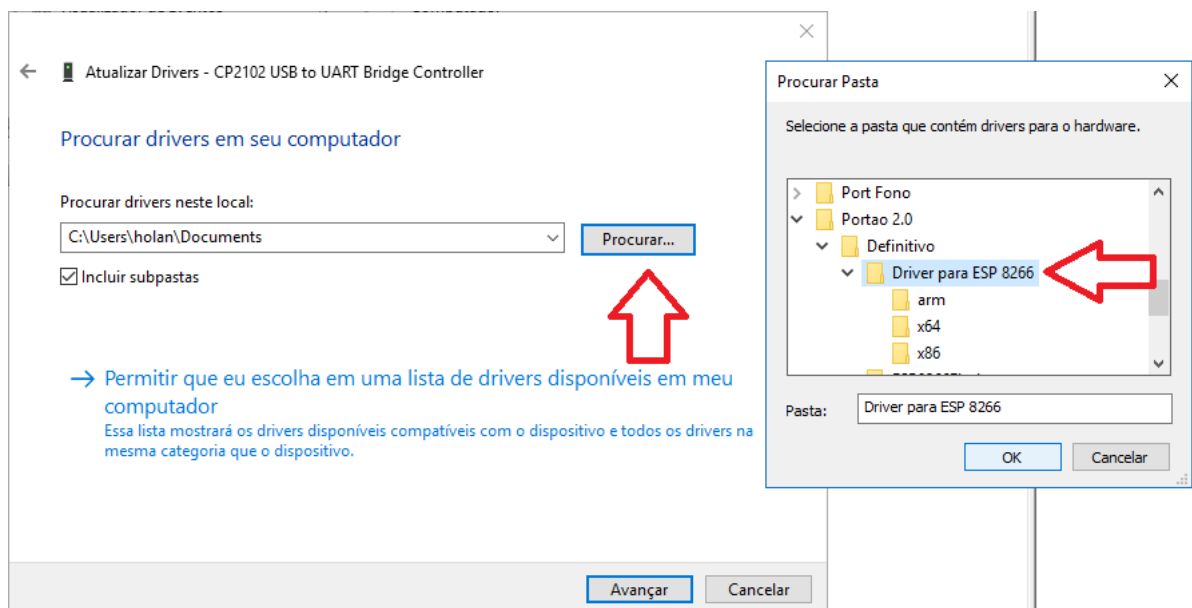 Atualizar Drivers - CP2102 USB to UART Bridge Controller
Procurar drivers em seu computador
Procurar drivers neste local:
C:\Users\holan\Documents
Procurar...
Incluir subpastas
Permitir que eu escolha em uma lista de drivers disponíveis em meu
computador
Essa lista mostrará os drivers disponíveis compatíveis com o dispositivo e todos os drivers na
mesma categoria que o dispositivo.
Avançar
Cancelar
Procurar Pasta
Selecione a pasta que contém drivers para o hardware.
Port Fono
Portao 2.0
Definitivo
Driver para ESP 8266
arm
x64
x86
Pasta:
Driver para ESP 8266
OK
Cancelar